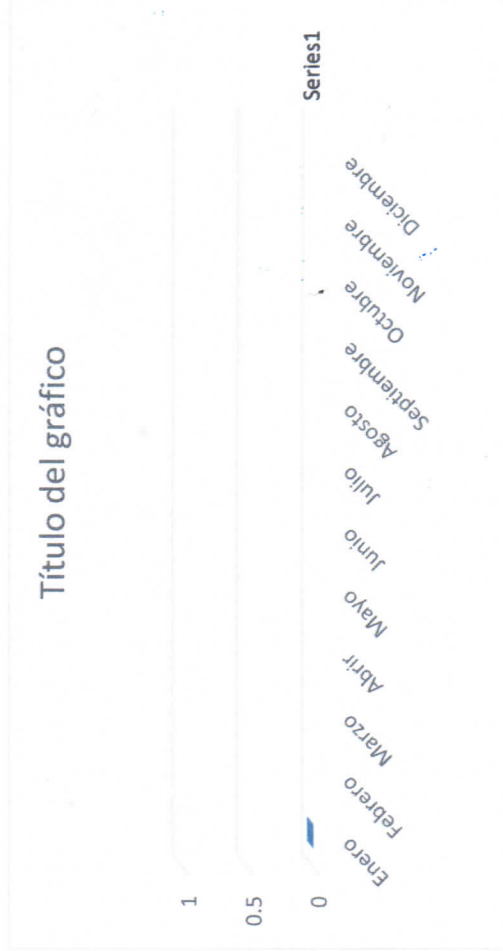 Título del gráfico
1
0.5
0
Enero
Febrero
Marzo
Abrir
Mayo
Junio
Julio
Agosto
Septiembre
Octubre
Noviembre
Diciembre
Series1